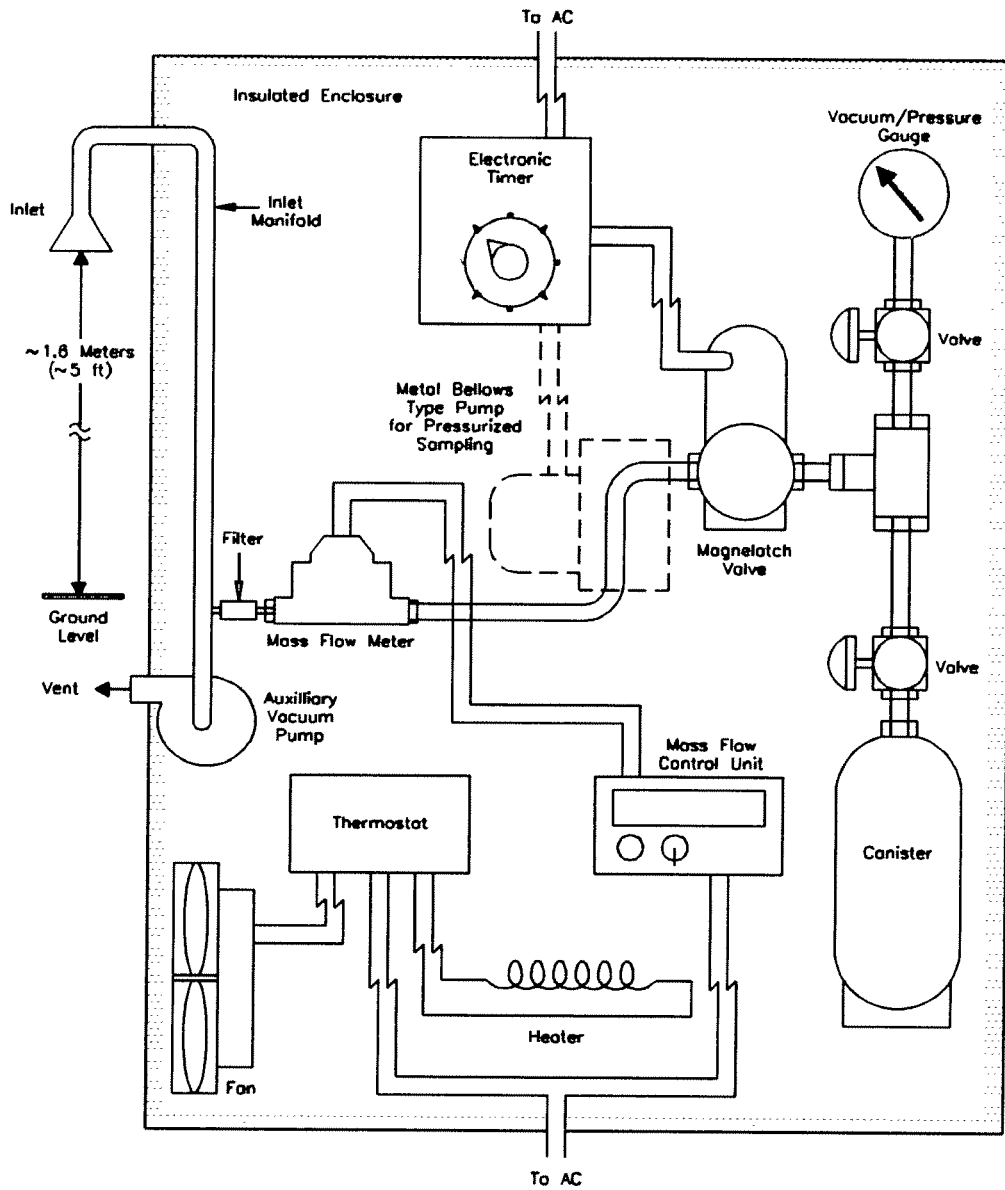 To AC
Insulated Enclosure
Vacuum/Pressure
Gauge
Electronic
Timer
Inlet
Inlet
Manifold
Valve
~1.6 Meters
(~5 ft)
Metal Bellows
Type Pump
for Pressurized
Sampling
Filter
Magnelatch
Valve
Ground
Level
Mass Flow Meter
Valve
Vent
Auxilliary
Vacuum
Pump
Mass Flow
Control Unit
Thermostat
Canister
Heater
Fan
To AC